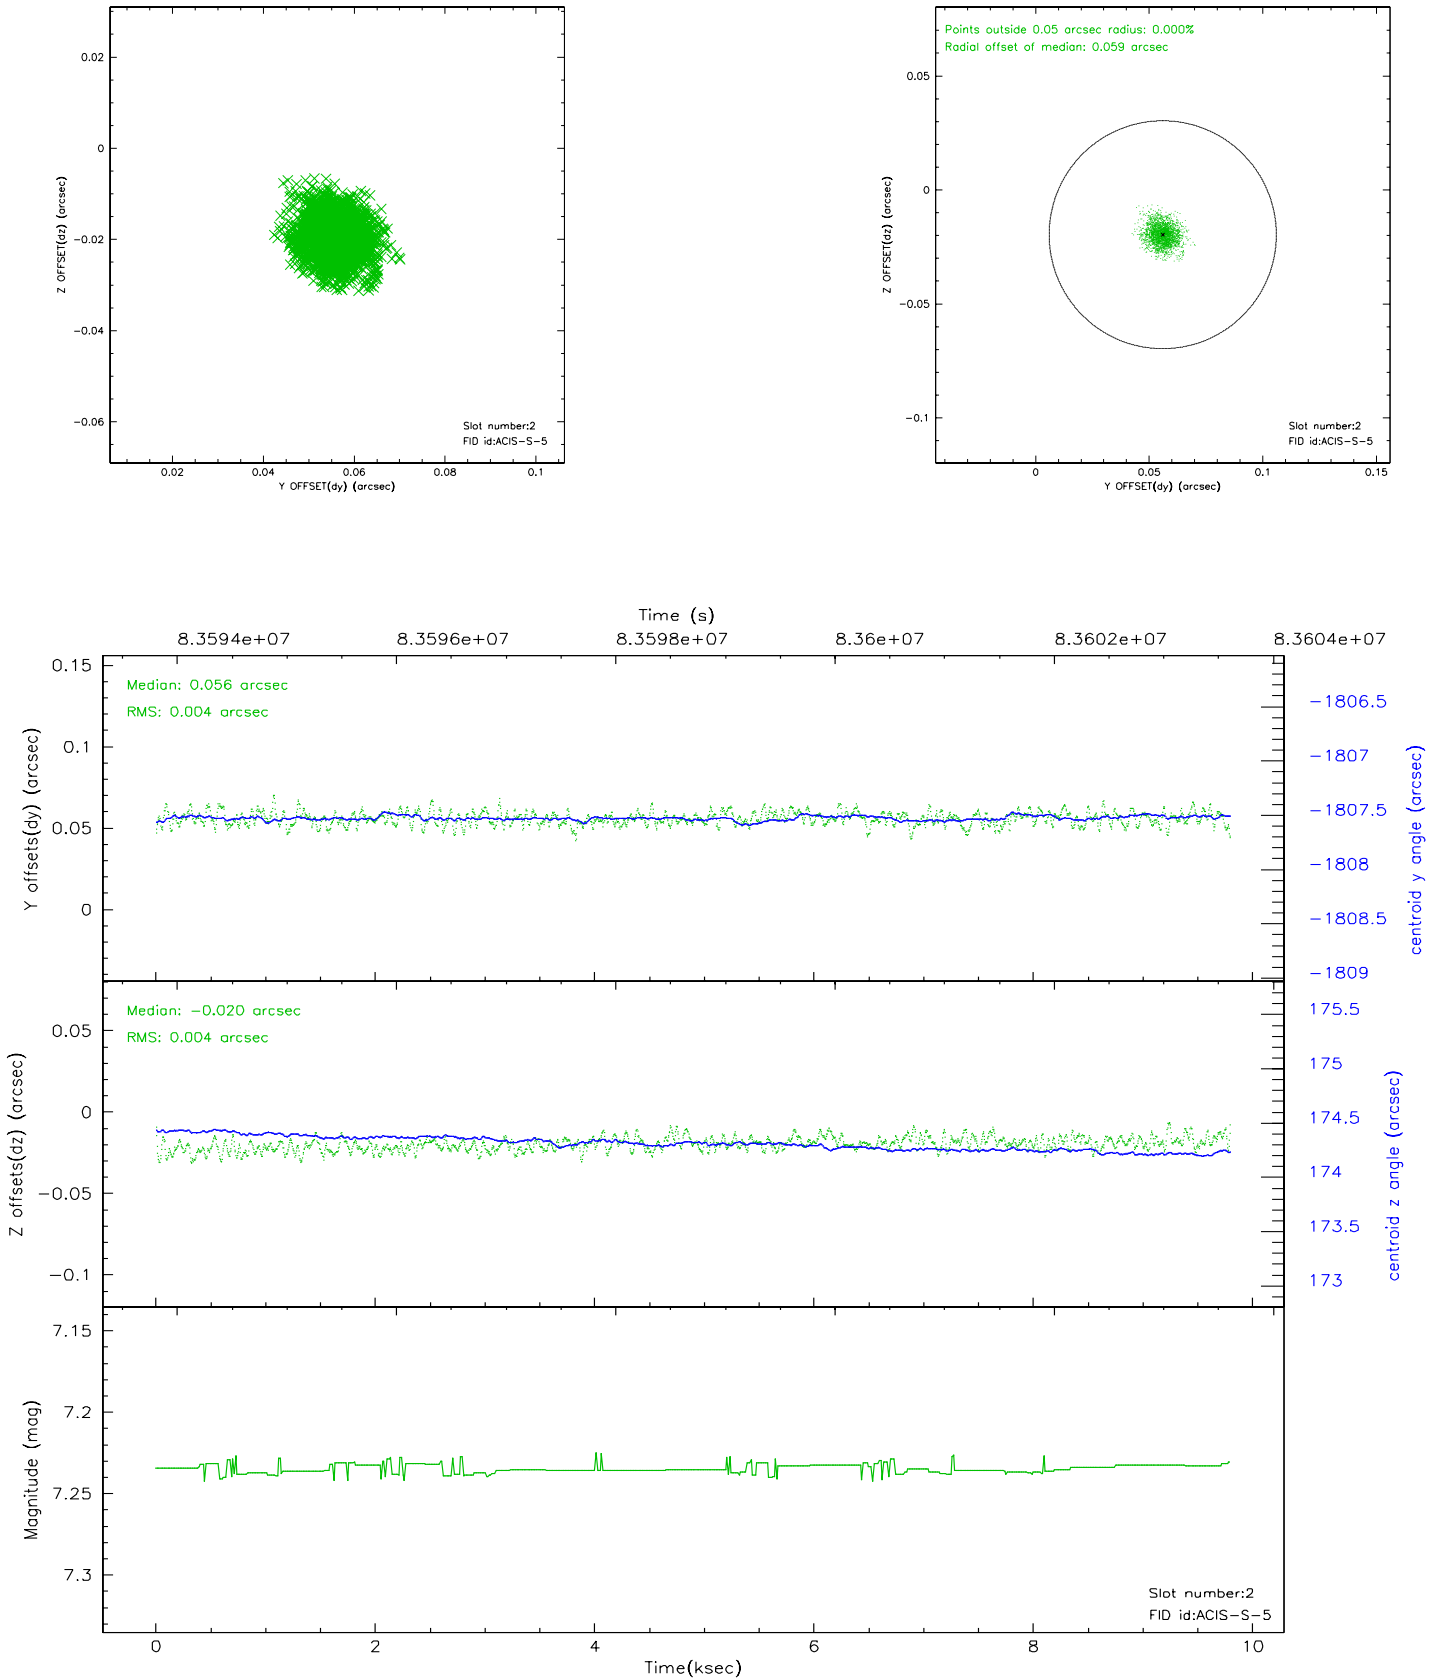 0.02
0
−0.02
−0.04
−0.06
Z OFFSET(dz) (arcsec)
Slot number:2
FID id:ACIS−S−5
0.02 0.04 0.06 0.08 0.1
Y OFFSET(dy) (arcsec)
Points outside 0.05 arcsec radius: 0.000%
Radial offset of median: 0.059 arcsec
0.05
0
−0.05
−0.1
Z OFFSET(dz) (arcsec)
Slot number:2
FID id:ACIS−S−5
0 0.05 0.1 0.15
Y OFFSET(dy) (arcsec)
Time (s)
8.3594e+07 8.3596e+07 8.3598e+07 8.36e+07 8.3602e+07 8.3604e+07
Median: 0.056 arcsec
RMS: 0.004 arcsec
0.15
0.1
0.05
0
Y offsets(dy) (arcsec)
−1806.5
−1807
−1807.5
−1808
−1808.5
−1809
centroid y angle (arcsec)
Median: −0.020 arcsec
RMS: 0.004 arcsec
0.05
0
−0.05
−0.1
Z offsets(dz) (arcsec)
175.5
175
174.5
174
173.5
173
centroid z angle (arcsec)
7.15
7.2
7.25
7.3
Magnitude (mag)
Slot number:2
FID id:ACIS−S−5
0 2 4 6 8 10
Time(ksec)